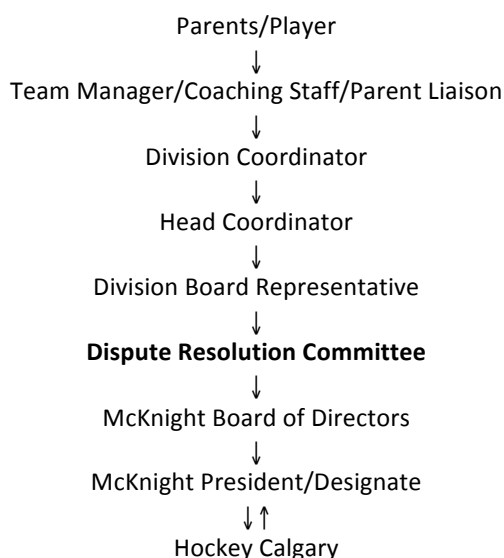 Parents/Player
↓
Team Manager/Coaching Staff/Parent Liaison
↓
Division Coordinator
↓
Head Coordinator
↓
Division Board Representative
↓
Dispute Resolution Committee
↓
McKnight Board of Directors
↓
McKnight President/Designate
↓↑
Hockey Calgary